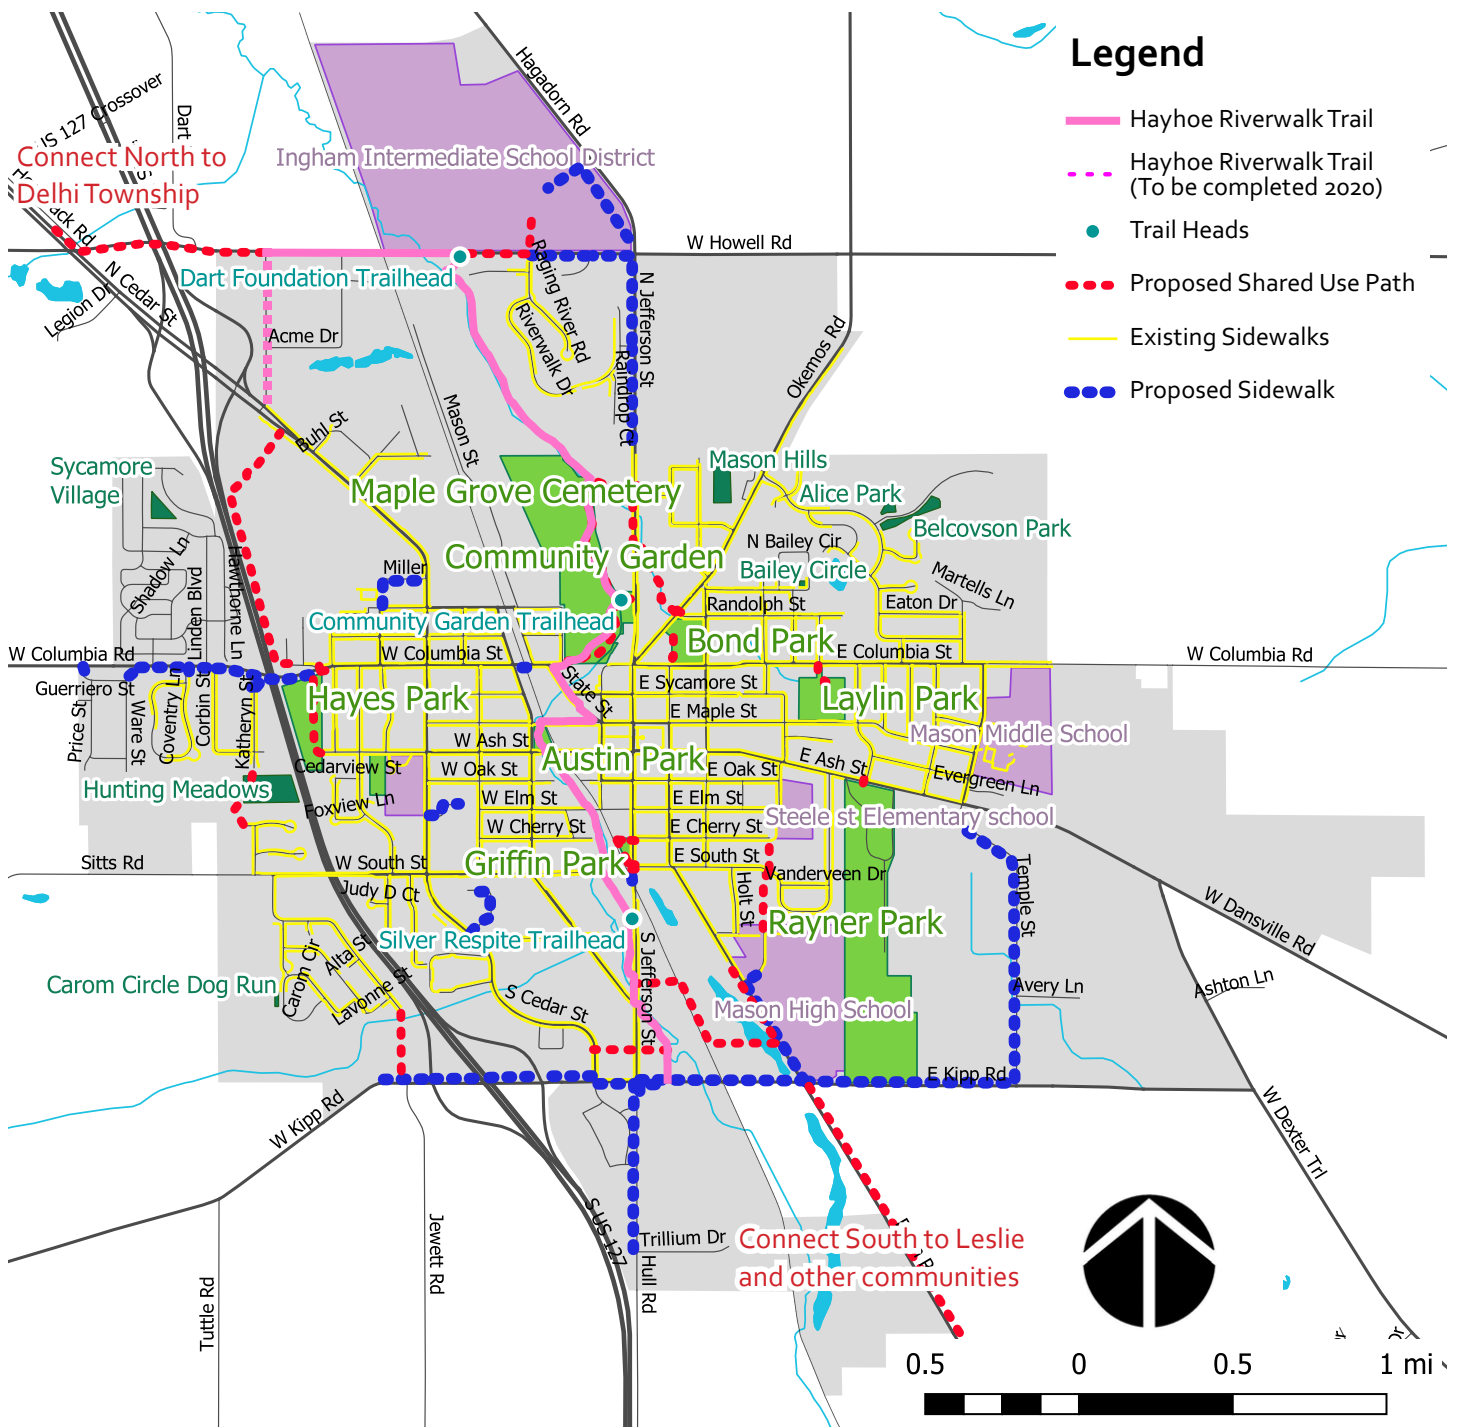 Legend
Hayhoe Riverwalk Trail
Hayhoe Riverwalk Trail
(To be completed 2020)
Trail Heads
Proposed Shared Use Path
Existing Sidewalks
Proposed Sidewalk
Hagadorn Rd
US 127 Crossover
Dart
Connect North to
Delhi Township
Ingham Intermediate School District
W Howell Rd
Dart Foundation Trailhead
N Cedar St
Legion Dr
Acme Dr
Raging River Rd
Riverwalk Dr
Raindrop Ct
N Jefferson St
Okemos Rd
Mason St
Buhl St
Sycamore
Village
Maple Grove Cemetery
Mason Hills
Alice Park
Belcovson Park
Community Garden
N Bailey Cir
Bailey Circle
Martells Ln
Shadow Ln
Linden Blvd
Hawthorne Ln
Miller
Randolph St
Eaton Dr
Community Garden Trailhead
Bond Park
W Columbia Rd
W Columbia St
E Columbia St
W Columbia Rd
Guerriero St
Price St
Ware St
Coventry Ln
Corbin St
Katheryn St
Hayes Park
State St
E Sycamore St
Laylin Park
E Maple St
Mason Middle School
W Ash St
Austin Park
E Ash St
Cedarview St
W Oak St
E Oak St
Evergreen Ln
Hunting Meadows
Foxview Ln
W Elm St
E Elm St
Steele st Elementary school
W Cherry St
E Cherry St
Sitts Rd
W South St
Griffin Park
E South St
Vanderveen Dr
Judy D Ct
Holt St
Temple St
W Dansville Rd
Rayner Park
Silver Respite Trailhead
Carom Cir
Alta St
Lavonne St
Carom Circle Dog Run
S Cedar St
S Jefferson St
Mason High School
Avery Ln
Ashton Ln
E Kipp Rd
W Kipp Rd
W Dexter Trl
S US 127
Jewett Rd
Tuttle Rd
Trillium Dr
Hull Rd
Connect South to Leslie
and other communities
0.5 0 0.5 1 mi